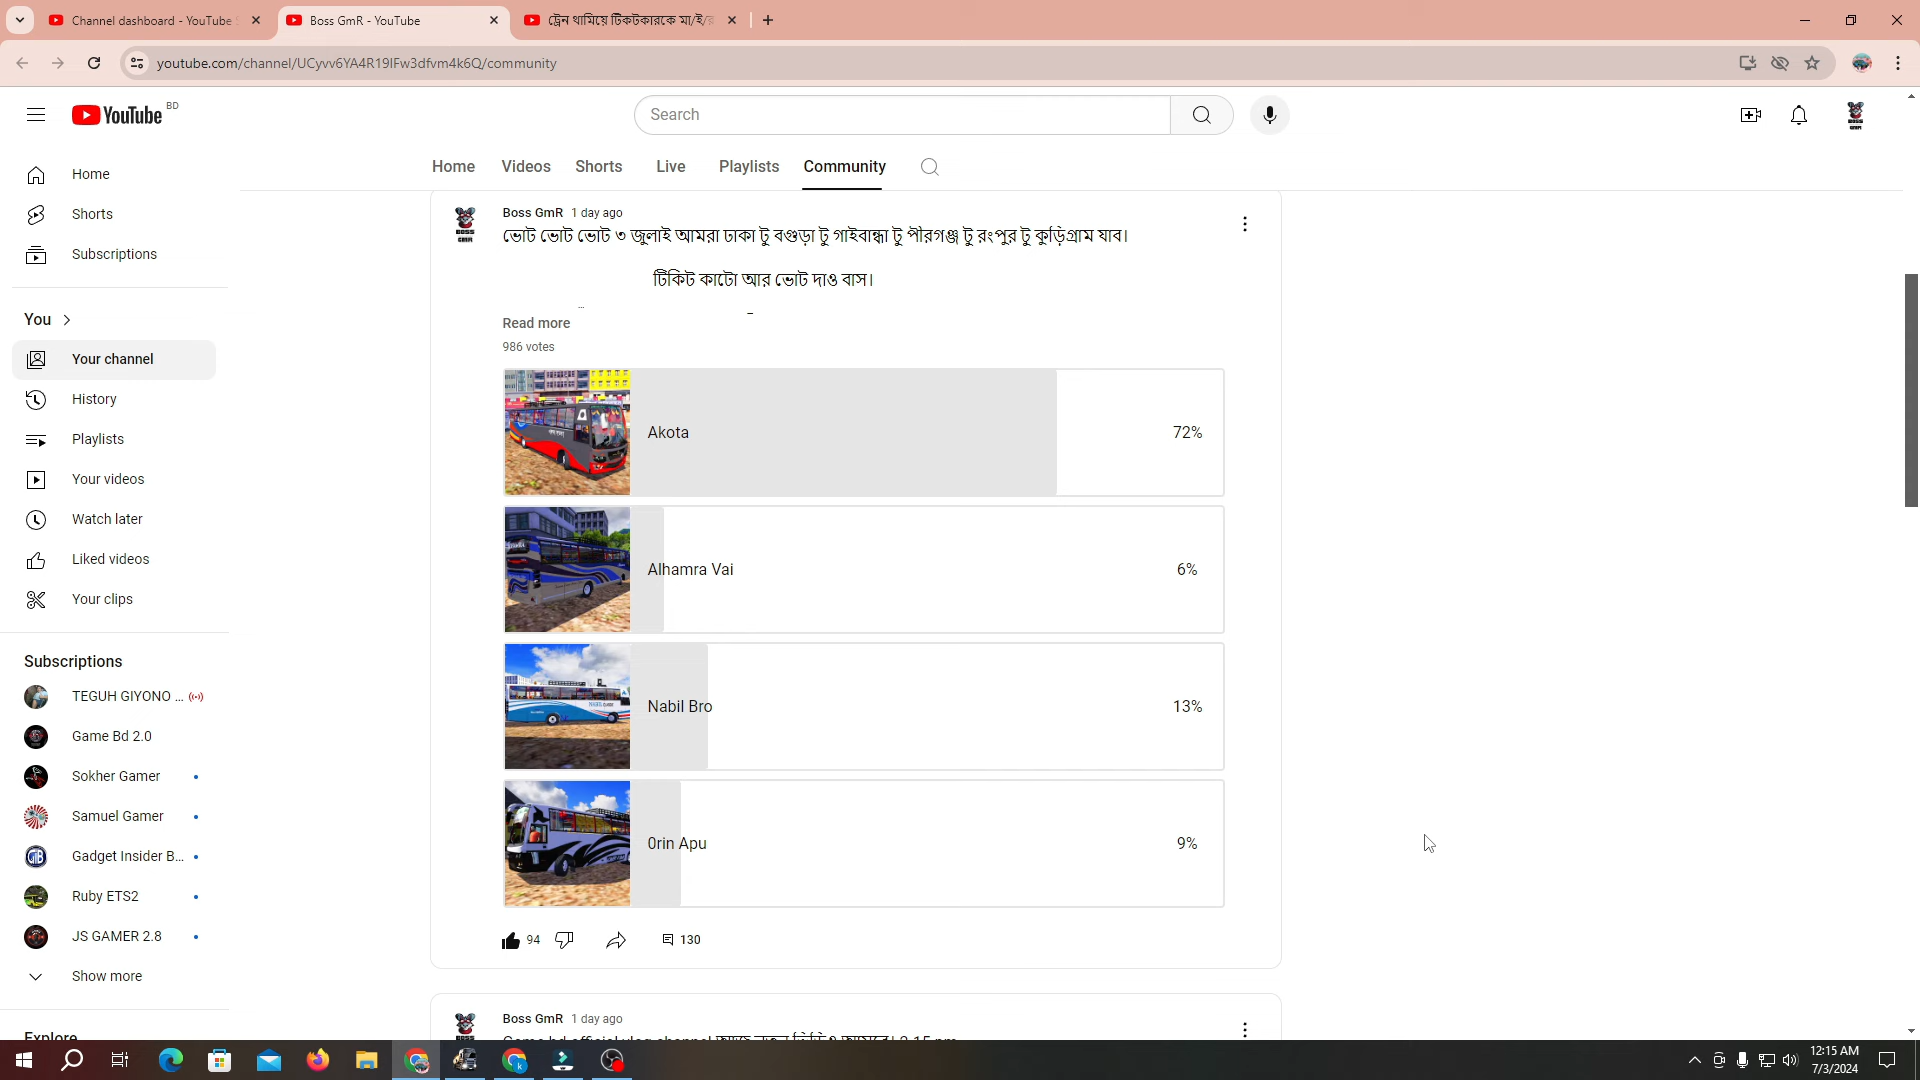 Channel dashboard - YouTube
Boss GmR - YouTube
ট্রেন থামিয়ে টিকটকারকে মা/ই/র
youtube.com/channel/UCyvv6YA4R19lFw3dfvm4k6Q/community
YouTube BD
Search
Home
Videos
Shorts
Live
Playlists
Community
Home
Shorts
Subscriptions
You
Your channel
History
Playlists
Your videos
Watch later
Liked videos
Your clips
Subscriptions
TEGUH GIYONO ...
Game Bd 2.0
Sokher Gamer
Samuel Gamer
Gadget Insider B...
Ruby ETS2
JS GAMER 2.8
Show more
Explore
Boss GmR 1 day ago
ভোট ভোট ভোট ৩ জুলাই আমরা ঢাকা টু বগুড়া টু গাইবান্ধা টু পীরগঞ্জ টু রংপুর টু কুড়িগ্রাম যাব।
টিকিট কাটো আর ভোট দাও বাস।
Read more
986 votes
Akota
72%
Alhamra Vai
6%
Nabil Bro
13%
0rin Apu
9%
94
130
Boss GmR 1 day ago
12:15 AM
7/3/2024